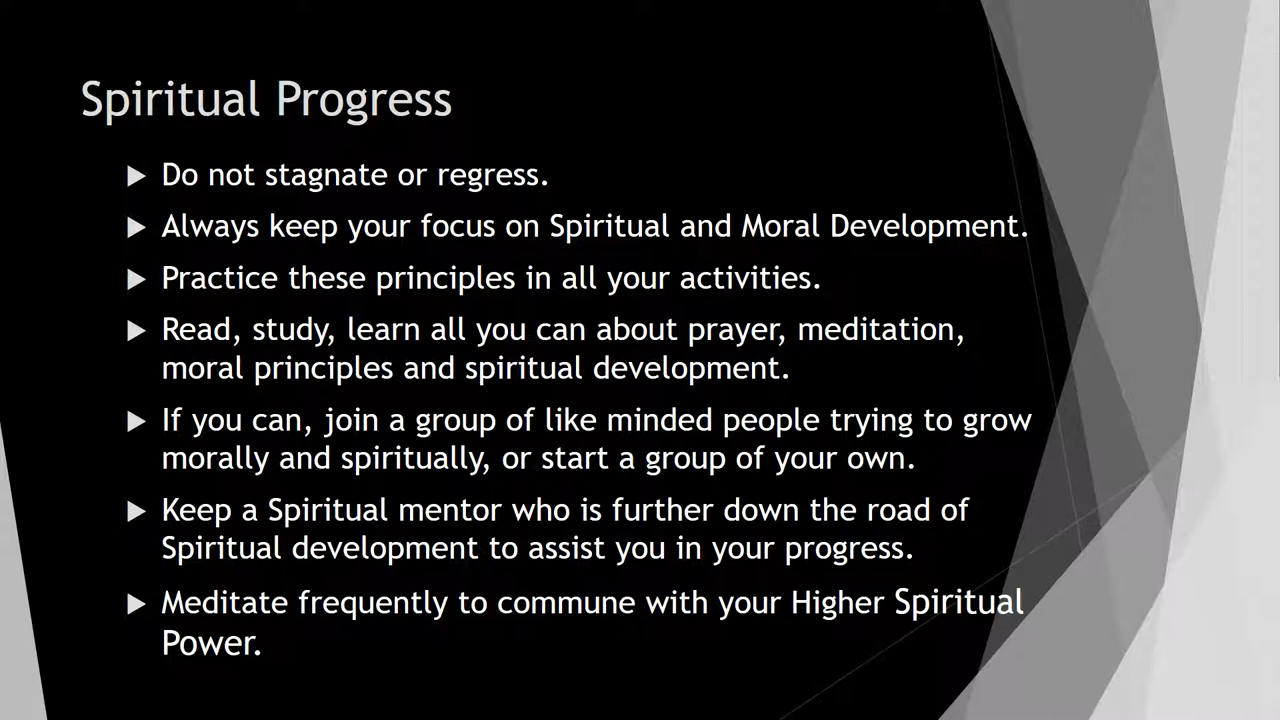 Spiritual Progress
Do not stagnate or regress.
Always keep your focus on Spiritual and Moral Development.
Practice these principles in all your activities.
Read, study, learn all you can about prayer, meditation,
moral principles and spiritual development.
If you can, join a group of like minded people trying to grow
morally and spiritually, or start a group of your own.
Keep a Spiritual mentor who is further down the road of
Spiritual development to assist you in your progress.
Meditate frequently to commune with your Higher Spiritual
Power.